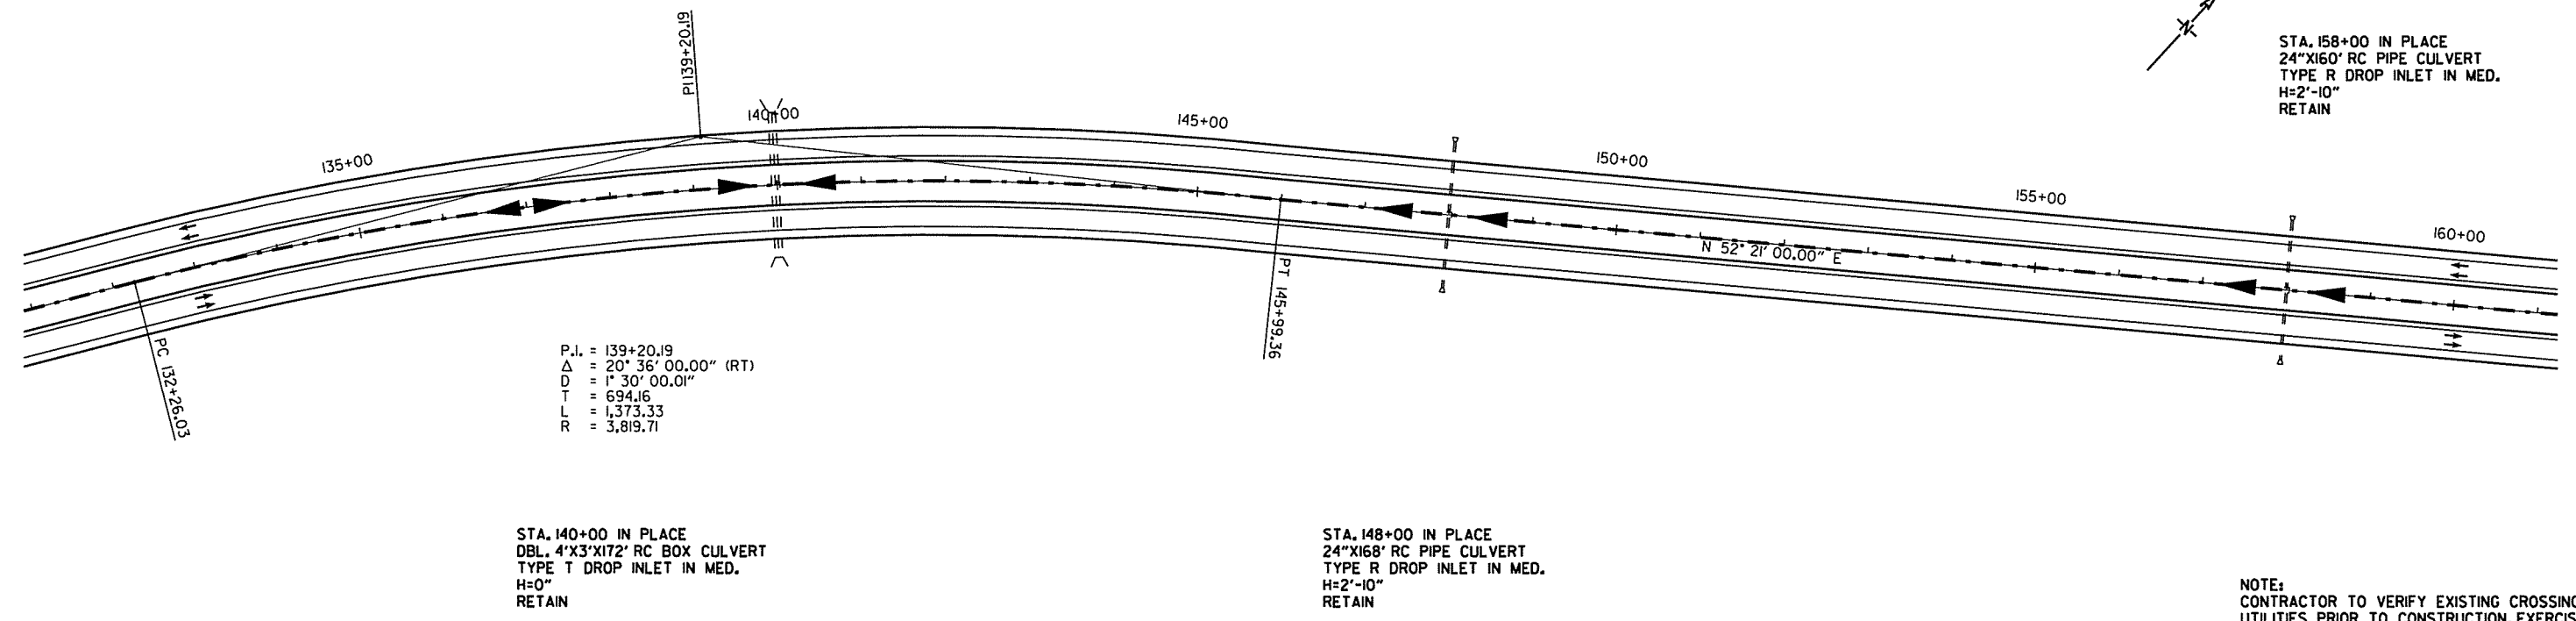 PI 139+20.19
N
STA. 158+00 IN PLACE
24"X160' RC PIPE CULVERT
TYPE R DROP INLET IN MED.
H=2'-10"
RETAIN
135+00
140+00
145+00
150+00
155+00
160+00
N 52° 21' 00.00" E
PC 132+26.03
PT 145+99.36
P.I. = 139+20.19
Δ = 20° 36' 00.00" (RT)
D = 1° 30' 00.01"
T = 694.16
L = 1,373.33
R = 3,819.71
STA. 140+00 IN PLACE
DBL. 4'X3'X172' RC BOX CULVERT
TYPE T DROP INLET IN MED.
H=0"
RETAIN
STA. 148+00 IN PLACE
24"X168' RC PIPE CULVERT
TYPE R DROP INLET IN MED.
H=2'-10"
RETAIN
NOTE:
CONTRACTOR TO VERIFY EXISTING CROSSING
UTILITIES PRIOR TO CONSTRUCTION EXERCIS